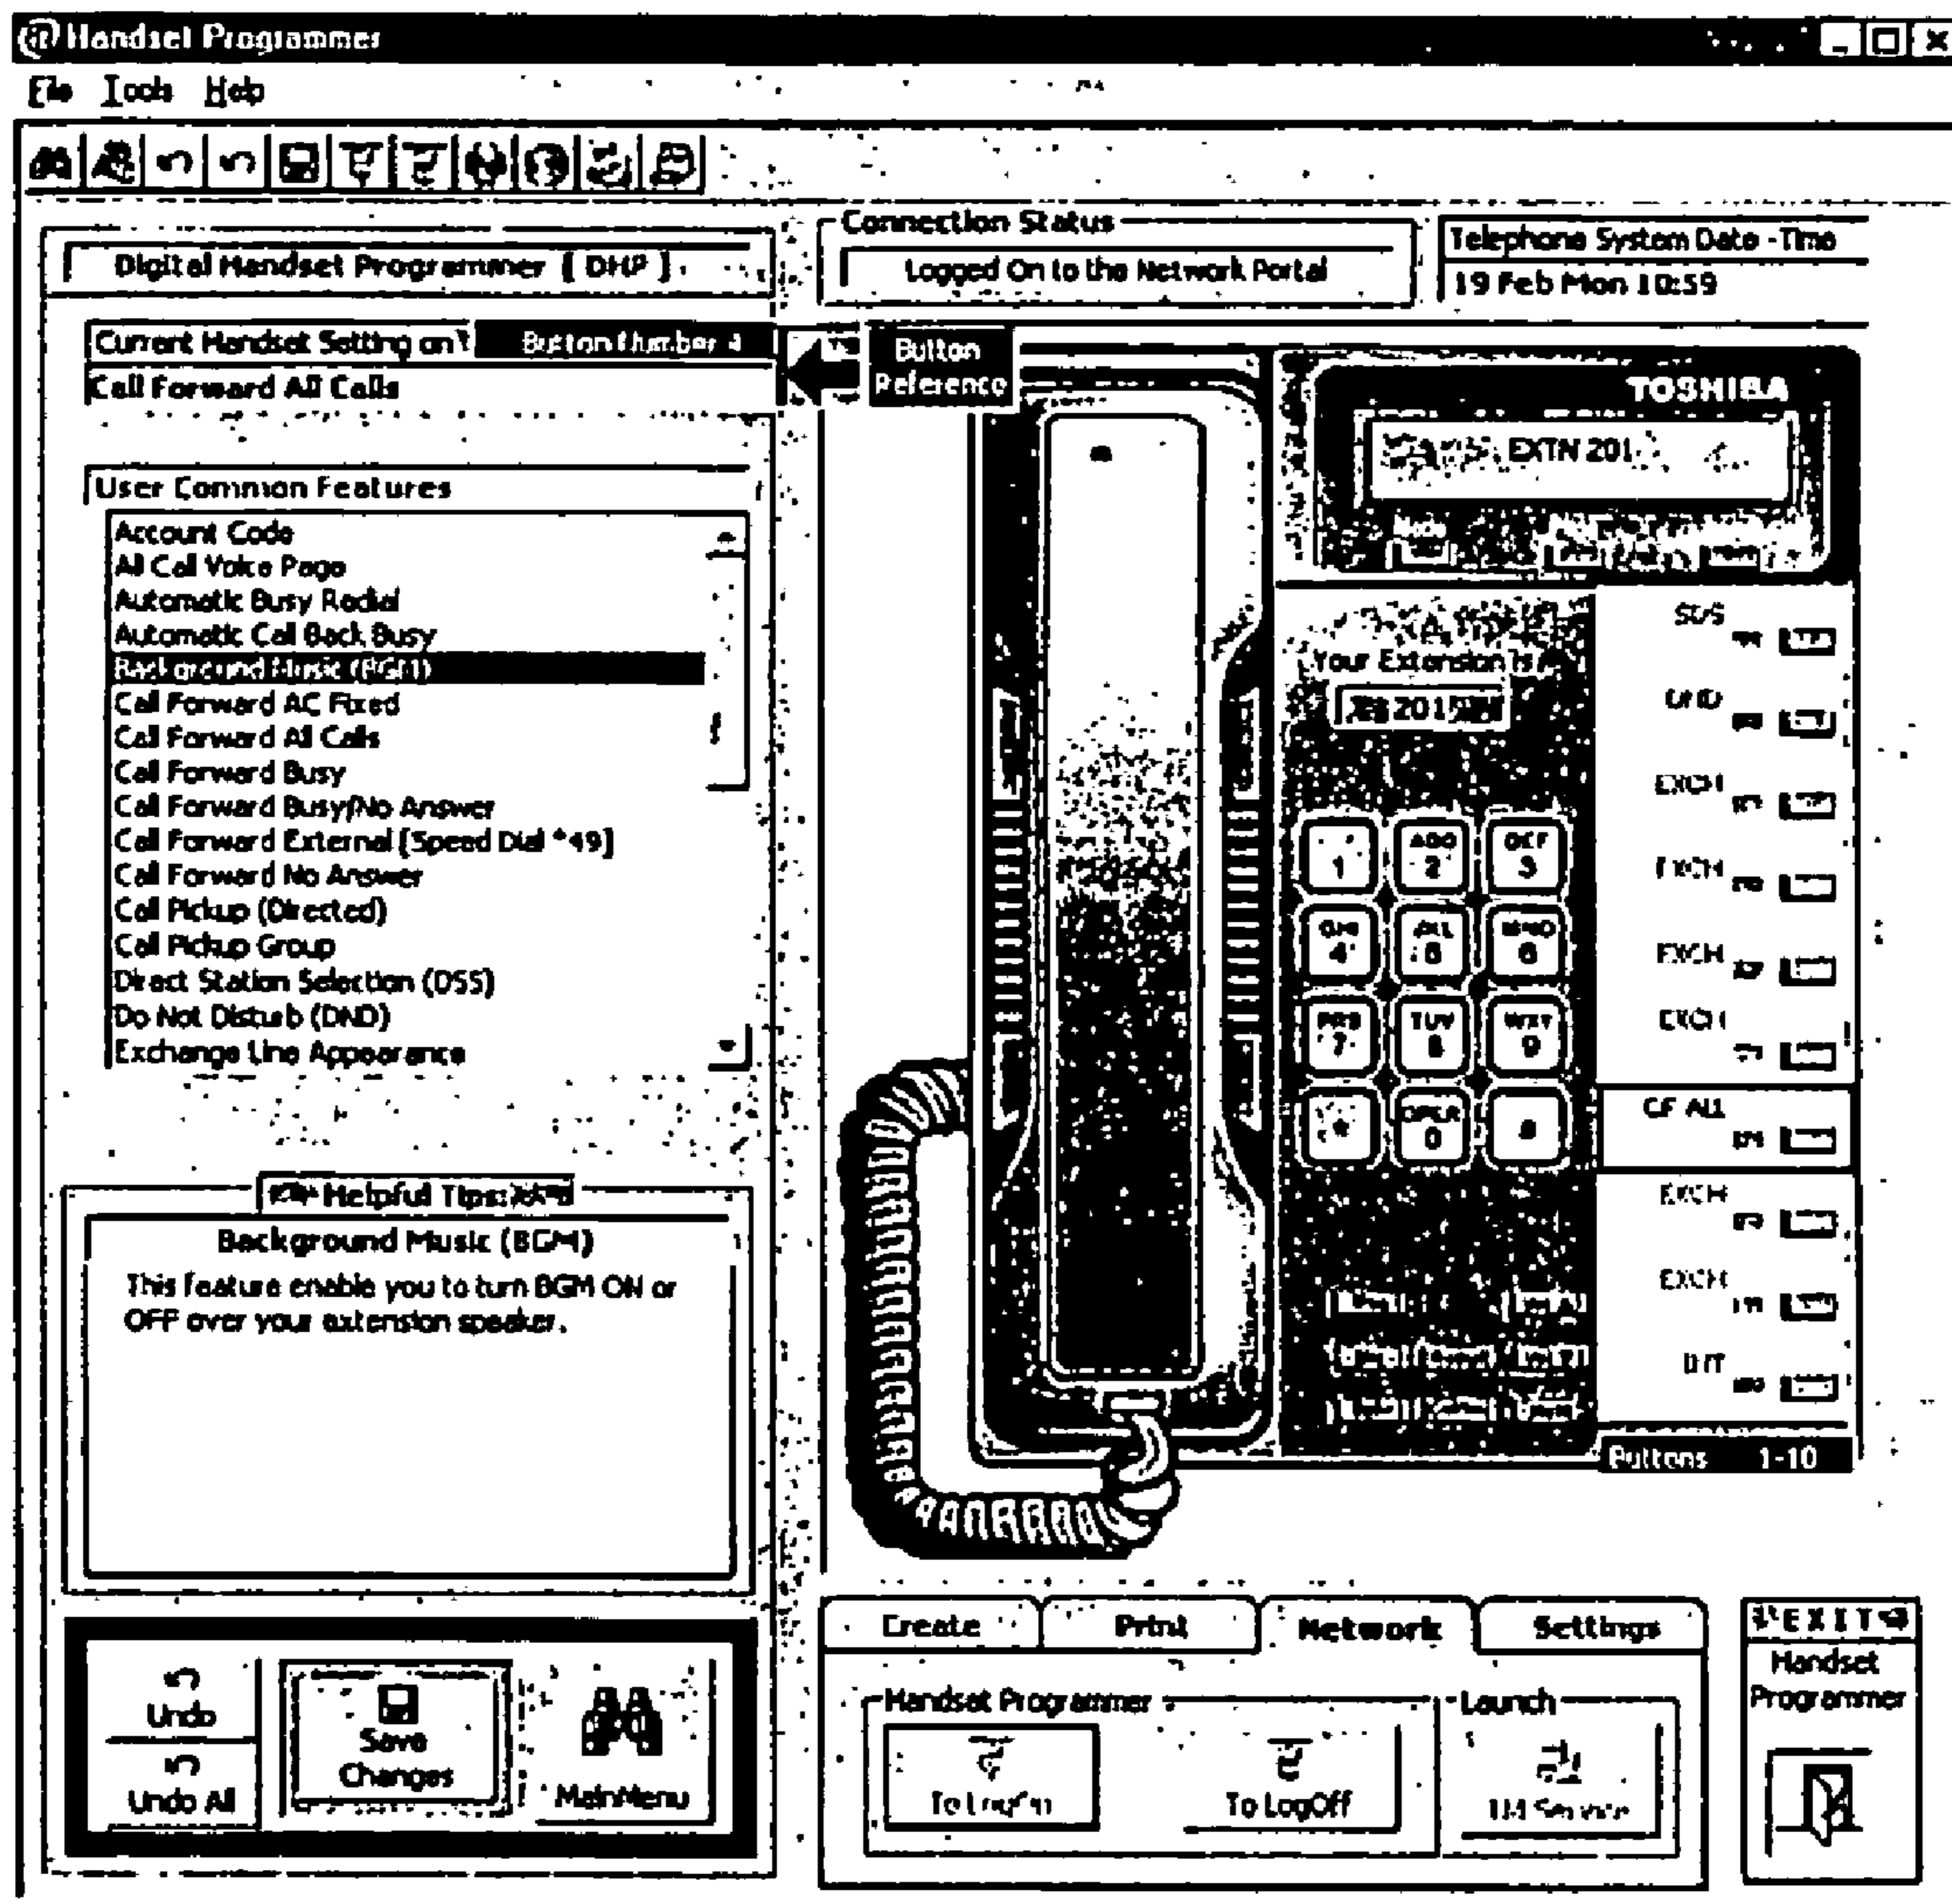 Handset Programmer
File Tools Help
Digital Handset Programmer [ DHP ]
Connection Status
Logged On to the Network Portal
Telephone System Date -Time
19 Feb Mon 10:59
Current Handset Setting on
Button Number 4
Call Forward All Calls
Button
Reference
TOSHIBA
EXTN 201
User Common Features
Account Code
All Call Voice Page
Automatic Busy Redial
Automatic Call Back Busy
Background Music (BGM)
Call Forward AC Fixed
Call Forward All Calls
Call Forward Busy
Call Forward Busy/No Answer
Call Forward External [Speed Dial *49]
Call Forward No Answer
Call Pickup (Directed)
Call Pickup Group
Direct Station Selection (DSS)
Do Not Disturb (DND)
Exchange Line Appearance
Your Extension is
201
1
2
DEF
3
4
6
7
TUV
8
9
0
SDS
DND
EXCH
EXCH
EXCH
EXCH
CF ALL
EXCH
EXCH
Buttons 1-10
Helpful Tips:
Background Music (BGM)
This feature enable you to turn BGM ON or
OFF over your extension speaker.
Undo
Undo All
Save
Changes
MainMenu
Create
Print
Network
Settings
Handset Programmer
To LogOn
To LogOff
Launch
EXIT
Handset
Programmer